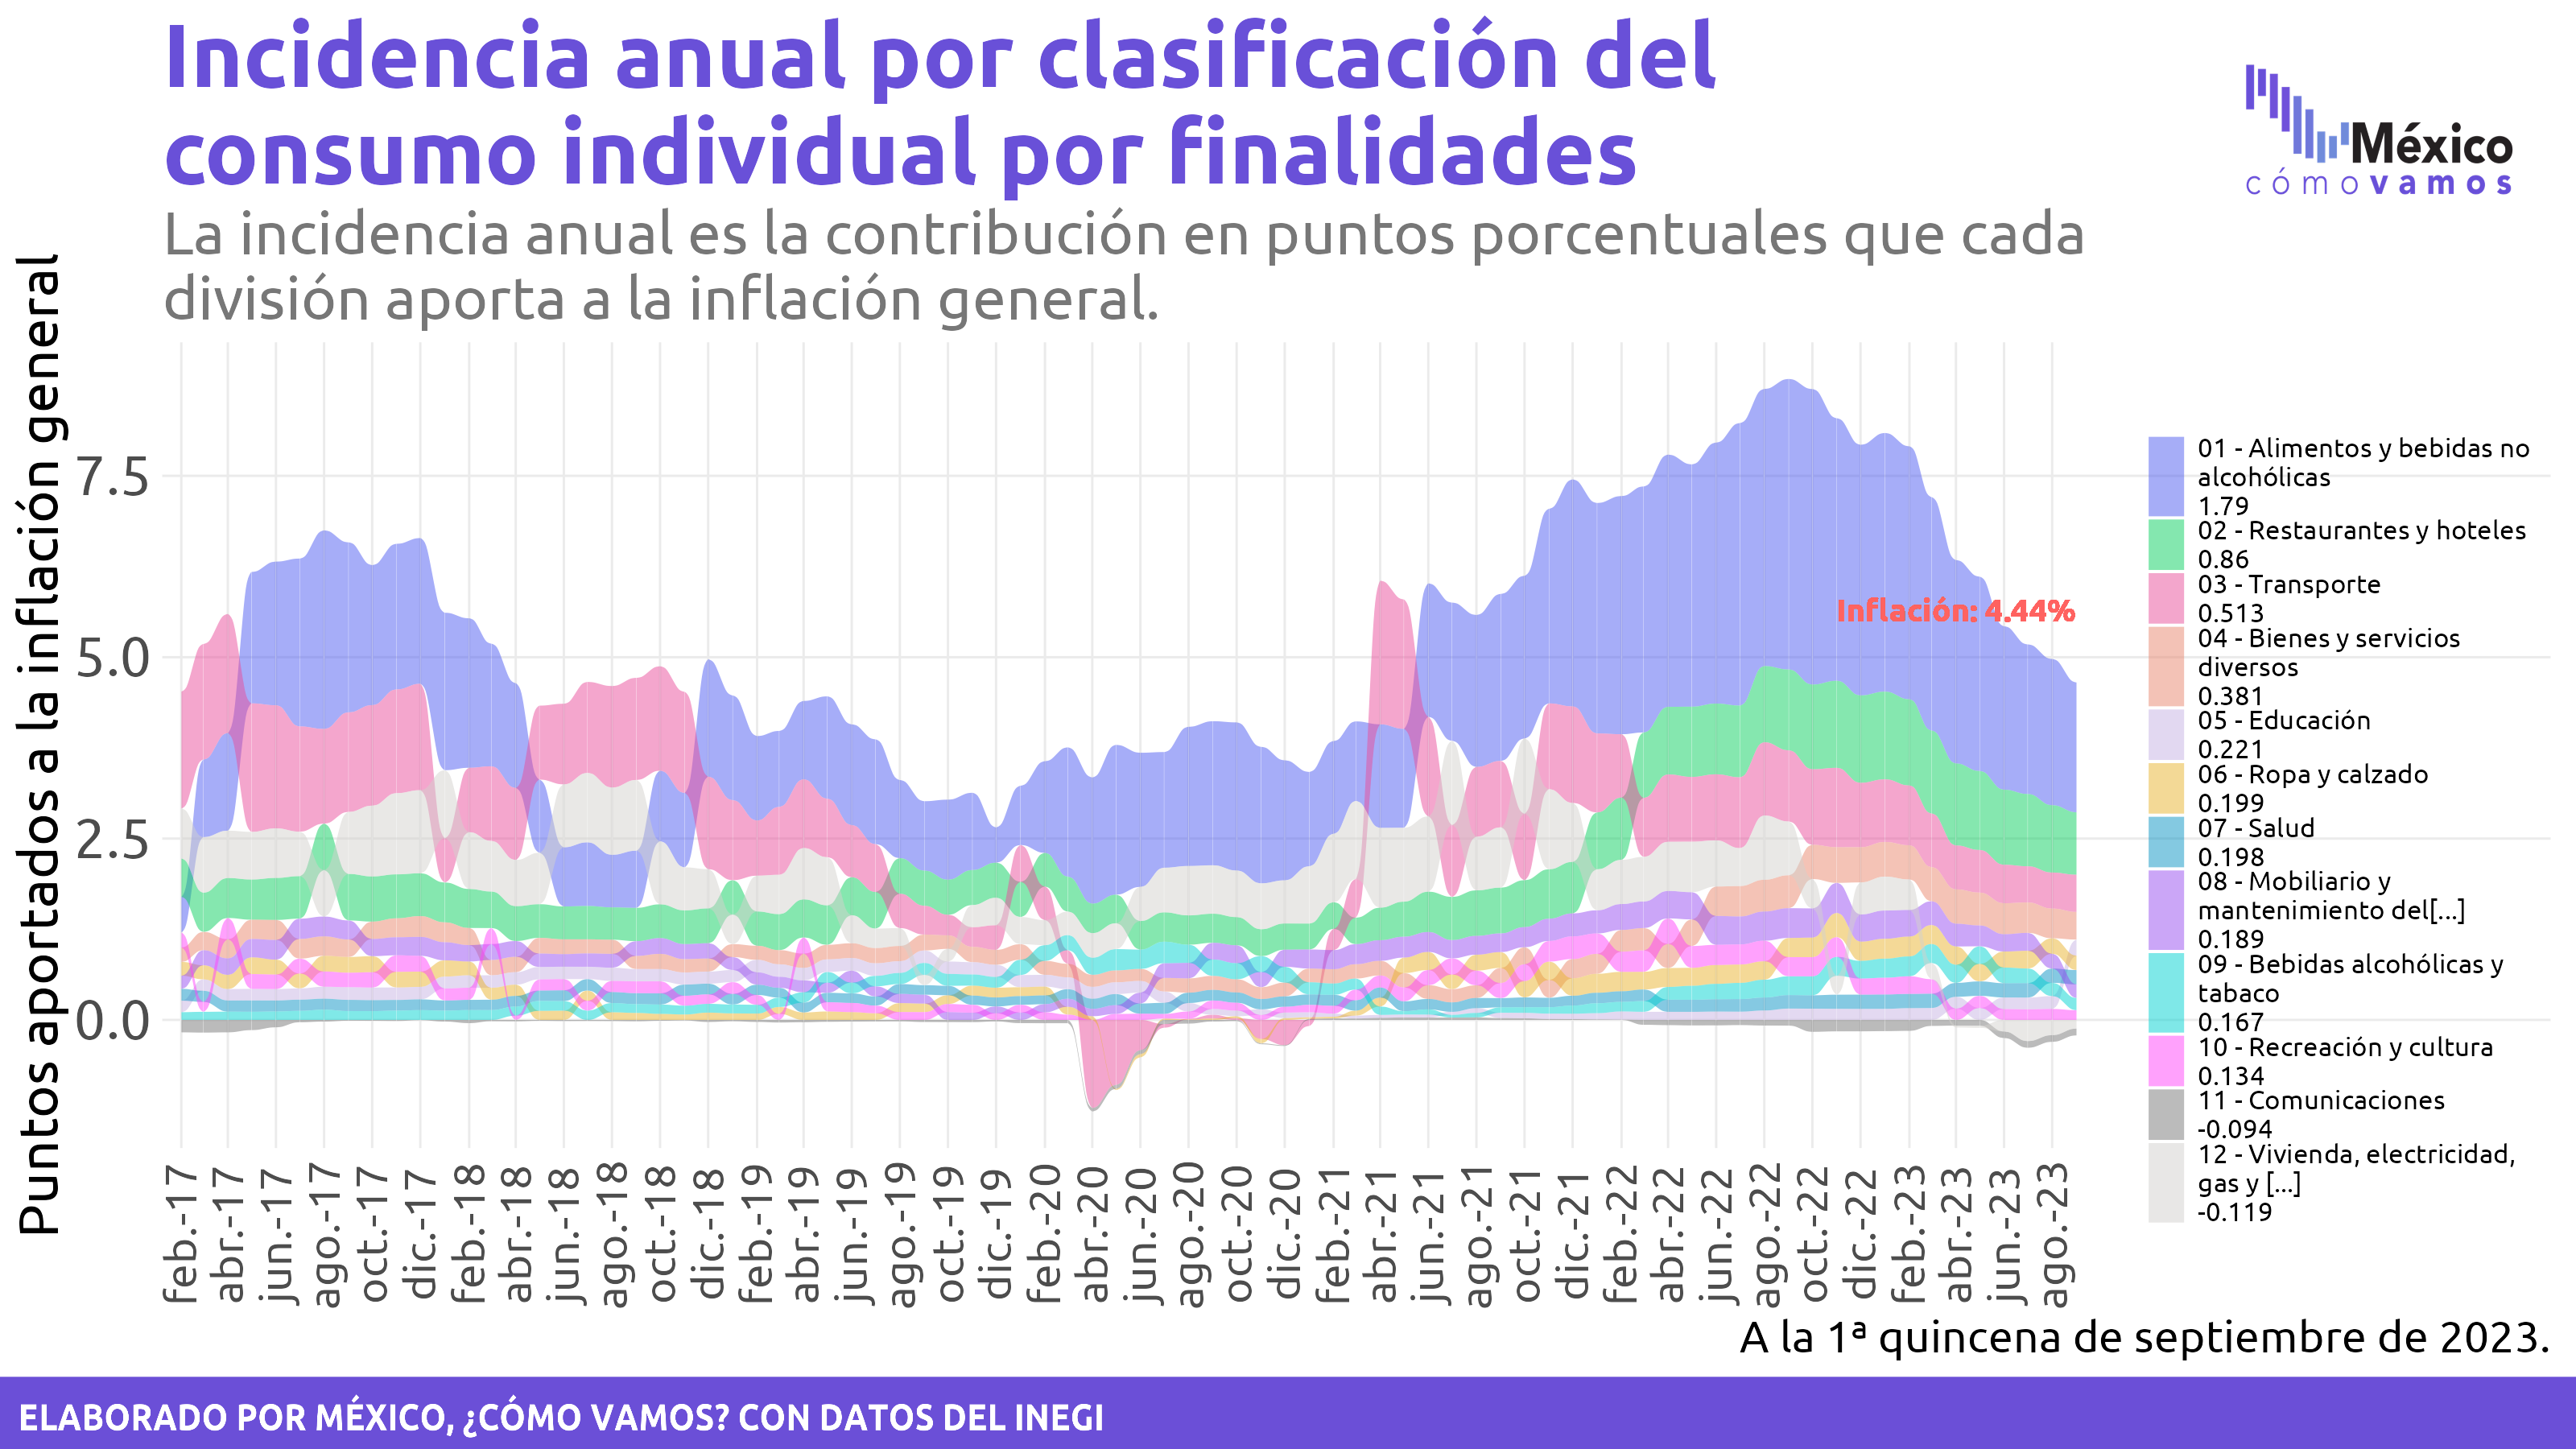 Incidencia anual por clasificación del
consumo individual por finalidades
La incidencia anual es la contribución en puntos porcentuales que cada
división aporta a la inflación general.
México
cómovamos
Puntos aportados a la inflación general
7.5
5.0
2.5
0.0
Inflación: 4.44%
01 - Alimentos y bebidas no
alcohólicas
1.79
02 - Restaurantes y hoteles
0.86
03 - Transporte
0.513
04 - Bienes y servicios
diversos
0.381
05 - Educación
0.221
06 - Ropa y calzado
0.199
07 - Salud
0.198
08 - Mobiliario y
mantenimiento del[...]
0.189
09 - Bebidas alcohólicas y
tabaco
0.167
10 - Recreación y cultura
0.134
11 - Comunicaciones
-0.094
12 - Vivienda, electricidad,
gas y [...]
-0.119
feb.-17
abr.-17
jun.-17
ago.-17
oct.-17
dic.-17
feb.-18
abr.-18
jun.-18
ago.-18
oct.-18
dic.-18
feb.-19
abr.-19
jun.-19
ago.-19
oct.-19
dic.-19
feb.-20
abr.-20
jun.-20
ago.-20
oct.-20
dic.-20
feb.-21
abr.-21
jun.-21
ago.-21
oct.-21
dic.-21
feb.-22
abr.-22
jun.-22
ago.-22
oct.-22
dic.-22
feb.-23
abr.-23
jun.-23
ago.-23
A la 1ª quincena de septiembre de 2023.
ELABORADO POR MÉXICO, ¿CÓMO VAMOS? CON DATOS DEL INEGI